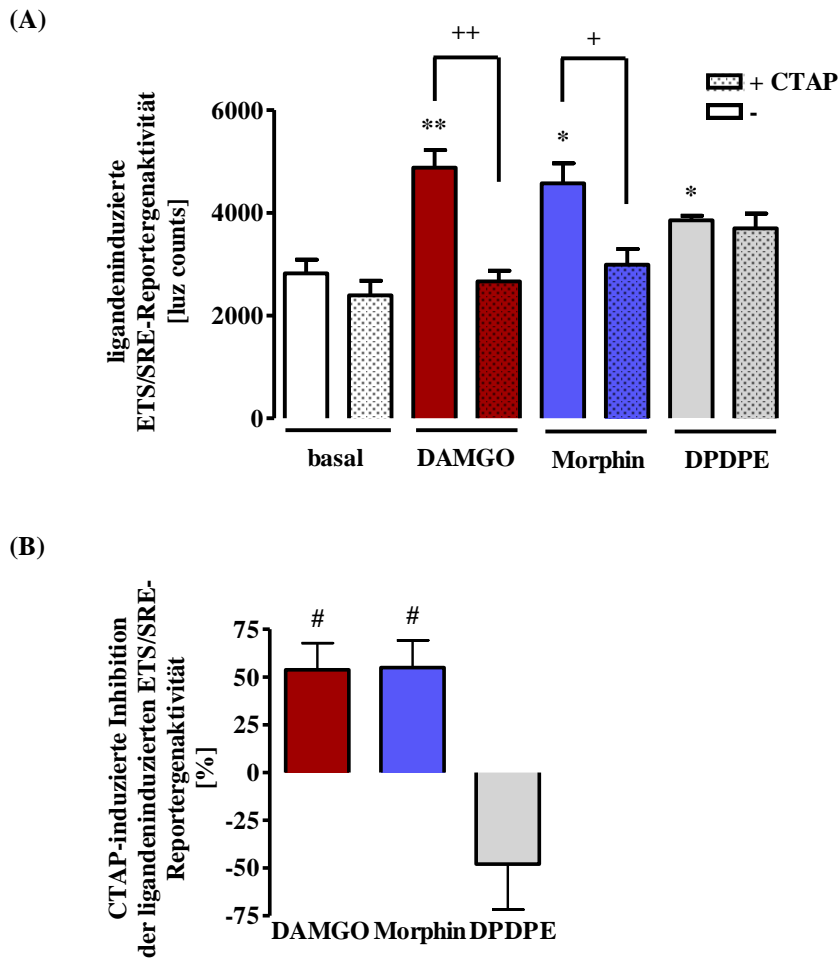 (A)
++
+
+ CTAP
-
ligandeninduzierte
ETS/SRE-Reportergenaktivität
[luz counts]
6000
4000
2000
0
**
*
*
basal
DAMGO
Morphin
DPDPE
(B)
CTAP-induzierte Inhibition
der ligandeninduzierten ETS/SRE-
Reportergenaktivität
[%]
75
50
25
0
-25
-50
-75
#
#
DAMGO
Morphin
DPDPE